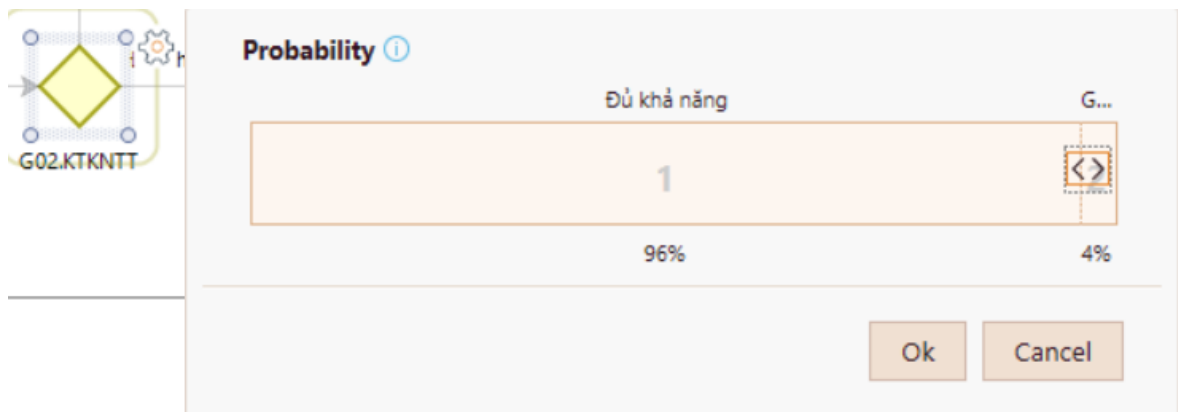 Probability
Đủ khả năng G...
G02.KTKNTT
1
96% 4%
Ok Cancel